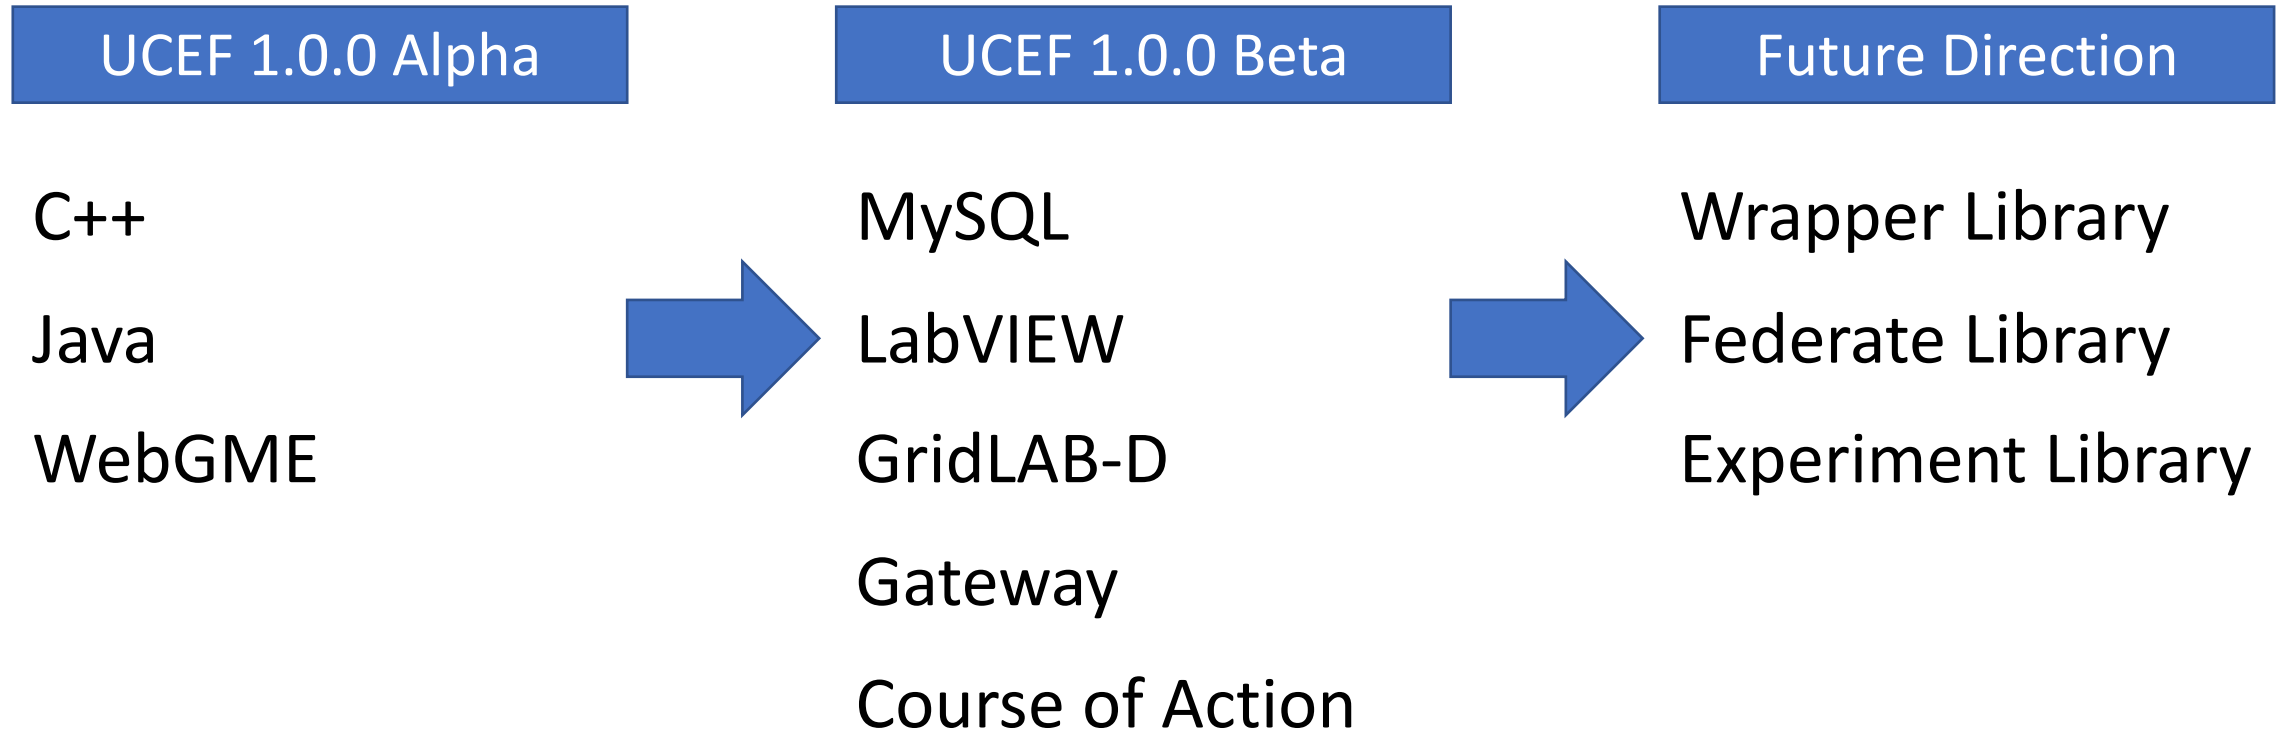 UCEF 1.0.0 Alpha
C++
Java
WebGME
UCEF 1.0.0 Beta
MySQL
LabVIEW
GridLAB-D
Gateway
Course of Action
Future Direction
Wrapper Library
Federate Library
Experiment Library